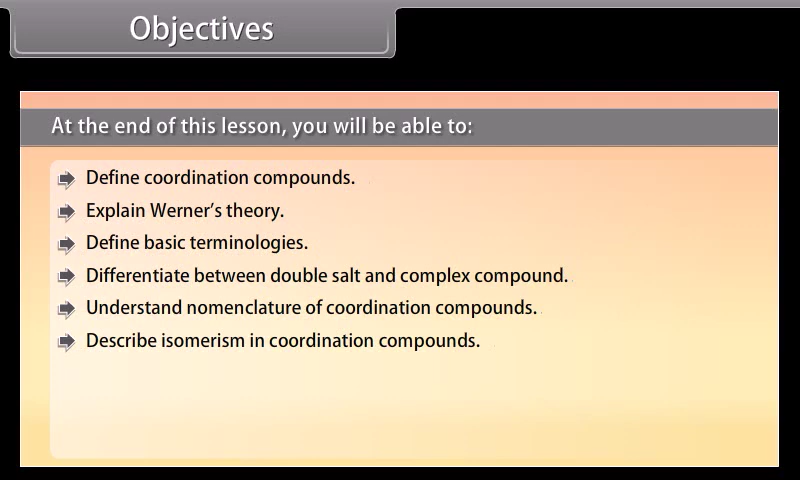 Objectives
At the end of this lesson, you will be able to:
Define coordination compounds.
Explain Werner's theory.
Define basic terminologies.
Differentiate between double salt and complex compound.
Understand nomenclature of coordination compounds.
Describe isomerism in coordination compounds.